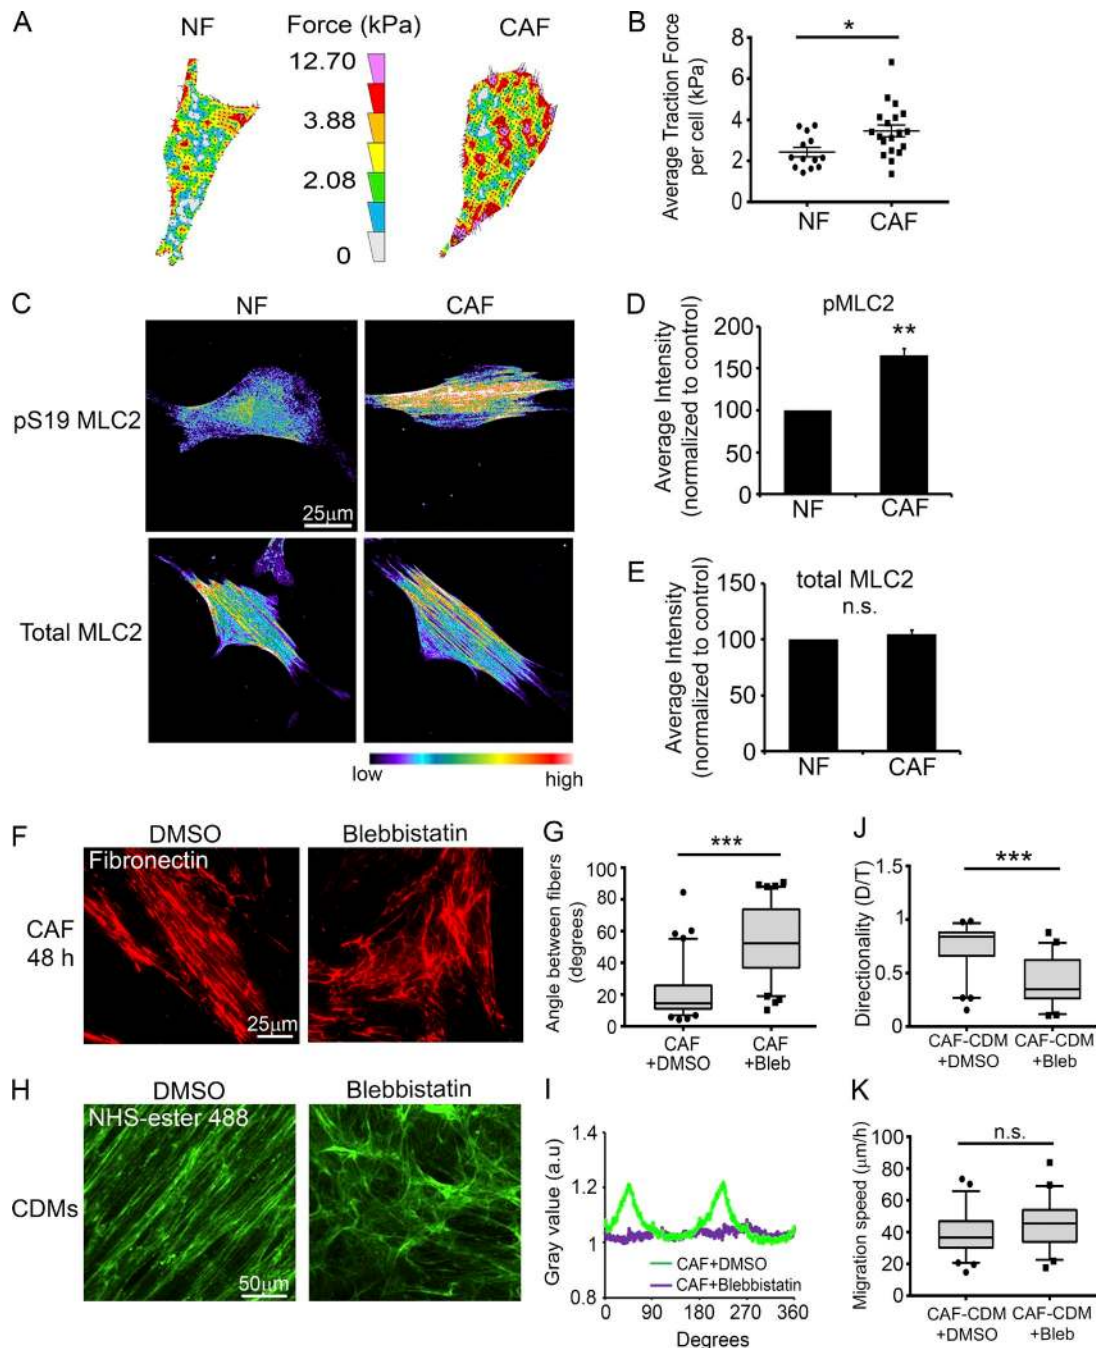 A
NF
Force (kPa)
CAF
12.70
3.88
2.08
0
B
Average Traction Force
per cell (kPa)
*
8
6
4
2
0
NF
CAF
C
NF
CAF
pS19 MLC2
25μm
Total MLC2
low
high
D
pMLC2
**
Average Intensity
(normalized to control)
200
150
100
50
0
NF
CAF
E
total MLC2
n.s.
Average Intensity
(normalized to control)
150
100
50
0
NF
CAF
F
DMSO
Blebbistatin
Fibronectin
CAF
48 h
25μm
G
***
Angle between fibers
(degrees)
100
80
60
40
20
0
CAF
+DMSO
CAF
+Bleb
J
***
Directionality (D/T)
1
0.5
0
CAF-CDM
+DMSO
CAF-CDM
+Bleb
H
DMSO
Blebbistatin
NHS-ester 488
CDMs
50μm
I
Gray value (a.u)
1.4
1.2
1
0.8
CAF+DMSO
CAF+Blebbistatin
0
90
180
270
360
Degrees
K
n.s.
Migration speed (μm/h)
100
80
60
40
20
0
CAF-CDM
+DMSO
CAF-CDM
+Bleb